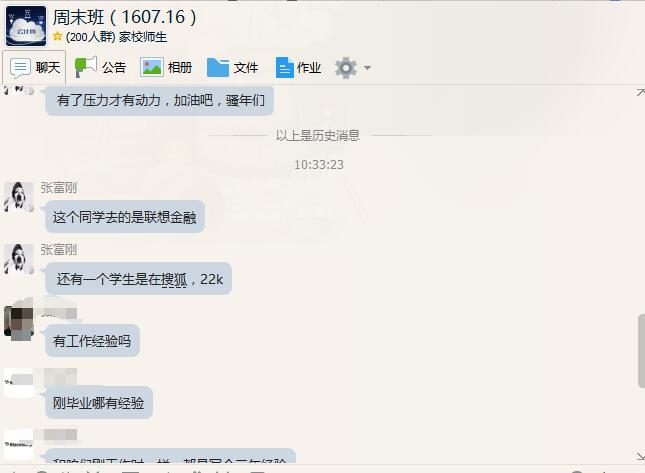 周末班（1607.16）
(200人群) 家校师生
聊天 公告 相册 文件 作业
有了压力才有动力，加油吧，骚年们
以上是历史消息
10:33:23
张富刚
这个同学去的是联想金融
张富刚
还有一个学生是在搜狐，22k
有工作经验吗
刚毕业哪有经验